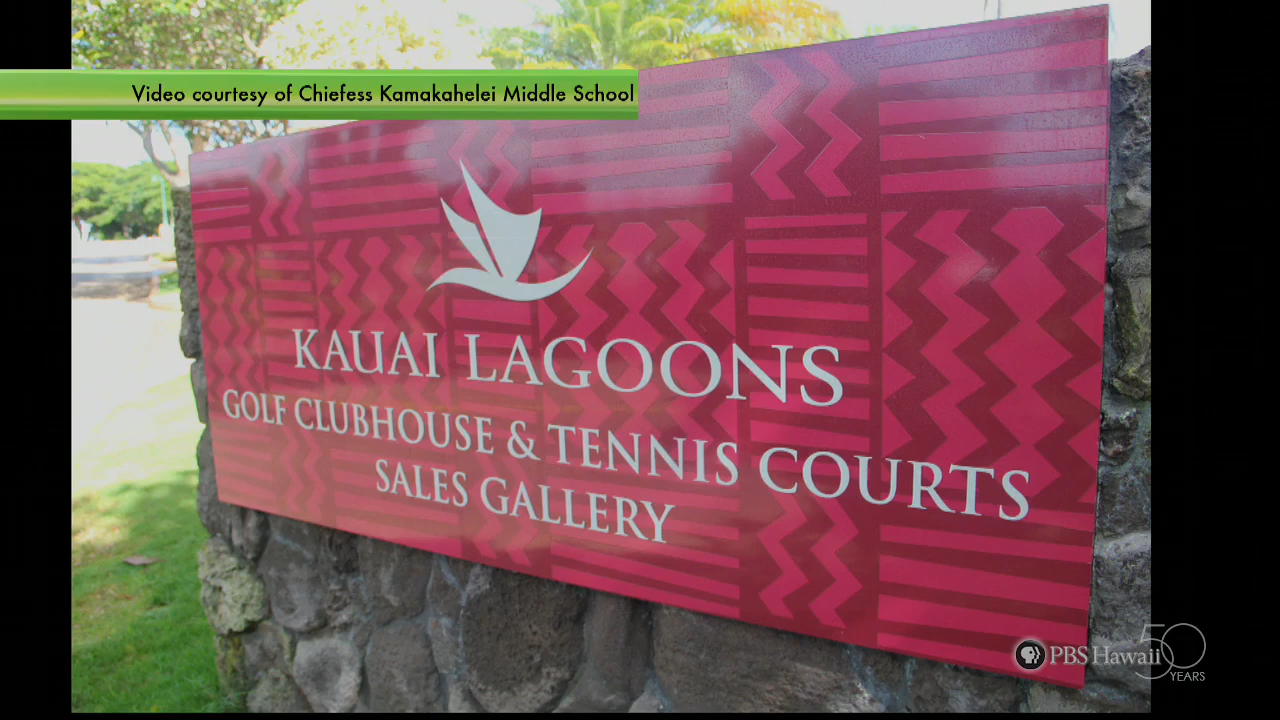 Video courtesy of Chiefess Kamakahelei Middle School
KAUAI LAGOONS
GOLF CLUBHOUSE & TENNIS COURTS
SALES GALLERY
PBS Hawaii 50
YEARS